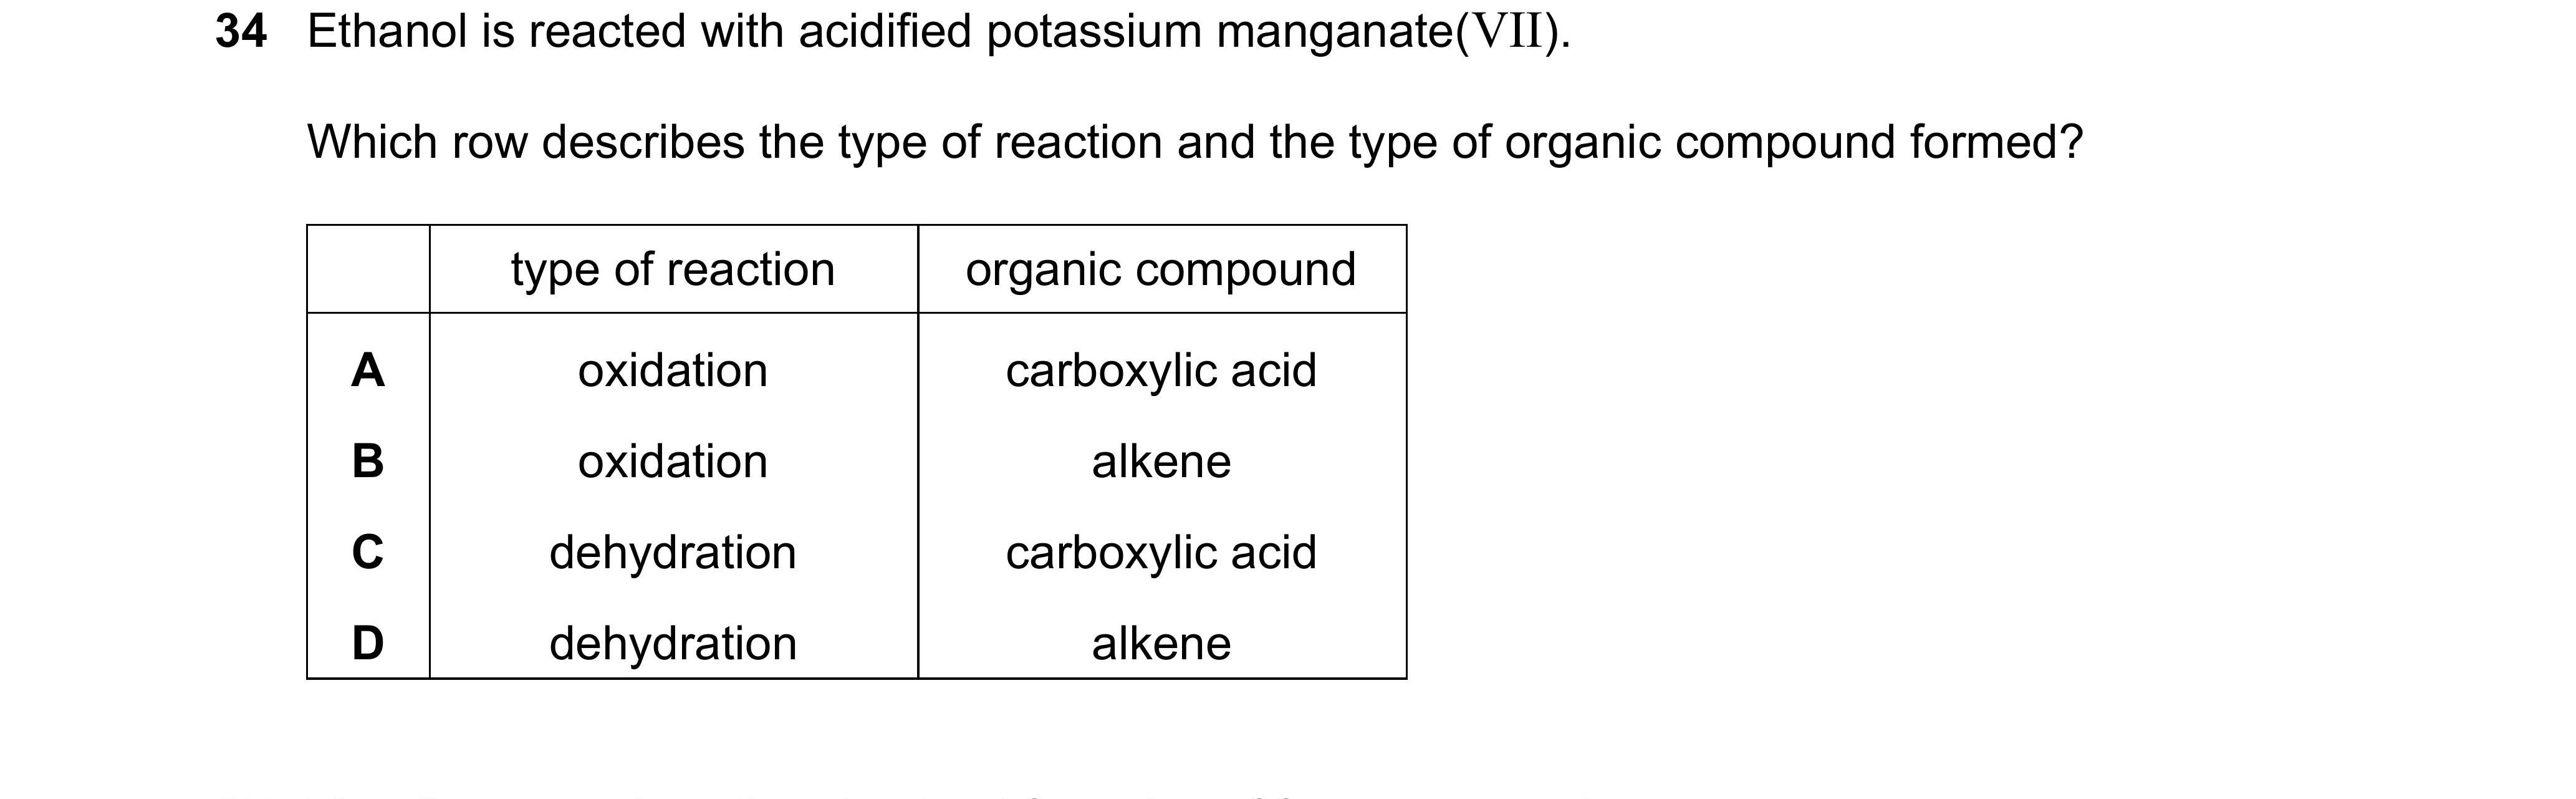 34 Ethanol is reacted with acidified potassium manganate(VII).
Which row describes the type of reaction and the type of organic compound formed?
type of reaction organic compound
A oxidation carboxylic acid
B oxidation alkene
C dehydration carboxylic acid
D dehydration alkene